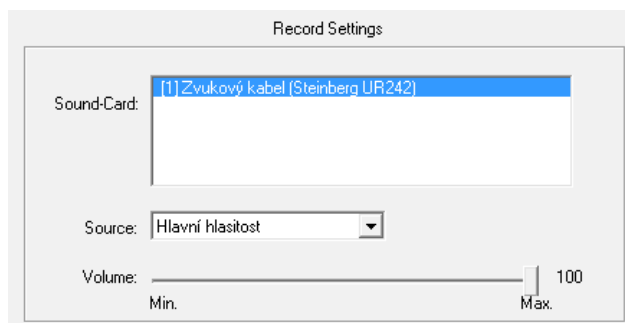 Record Settings
Sound-Card:
[1] Zvukový kabel (Steinberg UR242)
Source:
Hlavní hlasitost
Volume:
100
Min.
Max.